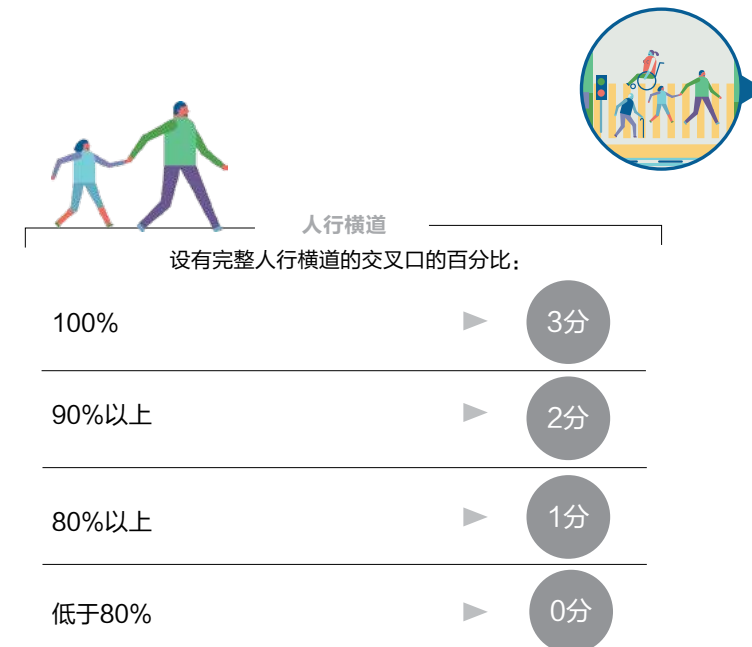 人行横道
设有完整人行横道的交叉口的百分比：
100% 3分
90%以上 2分
80%以上 1分
低于80% 0分